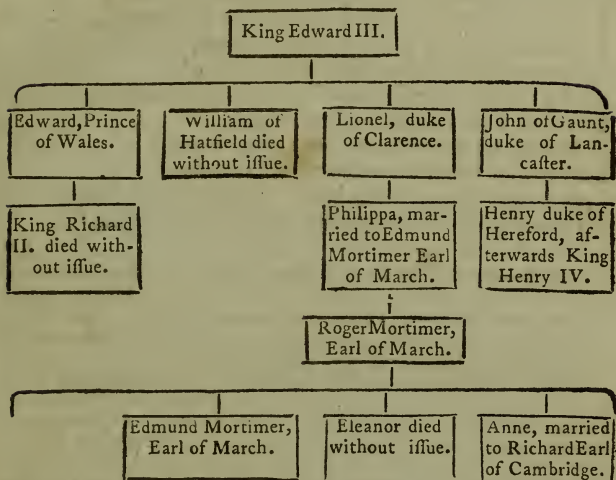 King Edward III.
Edward, Prince
of Wales.
William of
Hatfield died
without iſſue.
Lionel, duke
of Clarence.
John of Gaunt,
duke of Lan-
caſter.
King Richard
II. died with-
out iſſue.
Philippa, mar-
ried to Edmund
Mortimer Earl
of March.
Henry duke of
Hereford, af-
terwards King
Henry IV.
Roger Mortimer,
Earl of March.
Edmund Mortimer,
Earl of March.
Eleanor died
without iſſue.
Anne, married
to Richard Earl
of Cambridge.